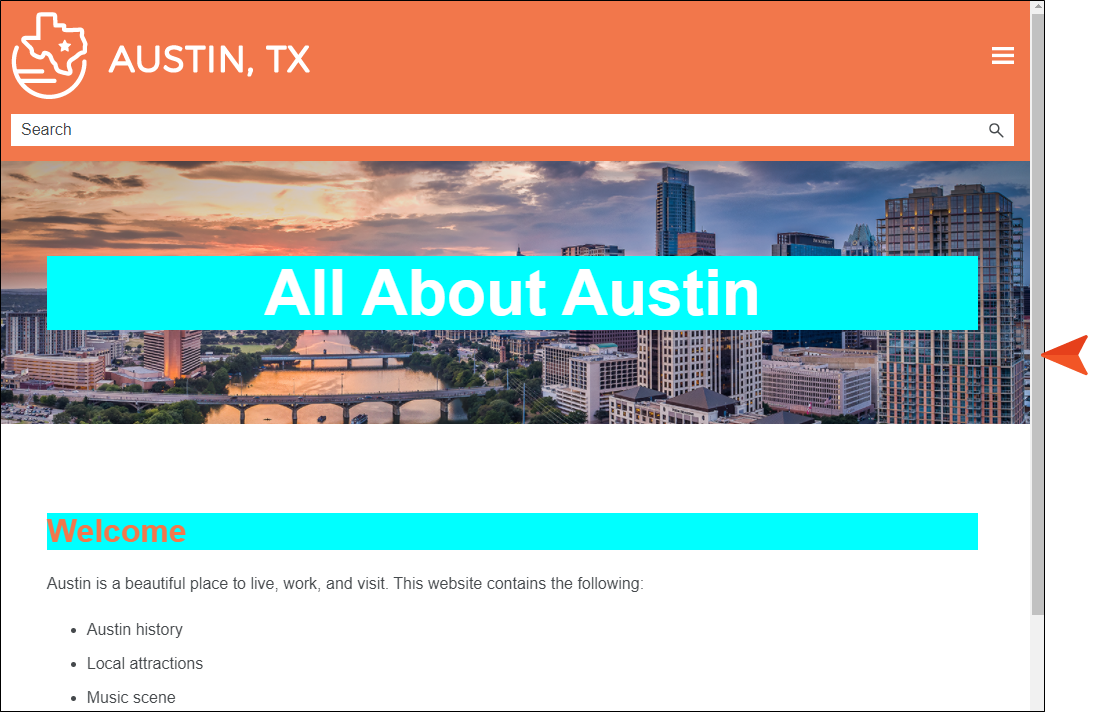 AUSTIN, TX
Search
All About Austin
Welcome
Austin is a beautiful place to live, work, and visit. This website contains the following:
• Austin history
• Local attractions
• Music scene